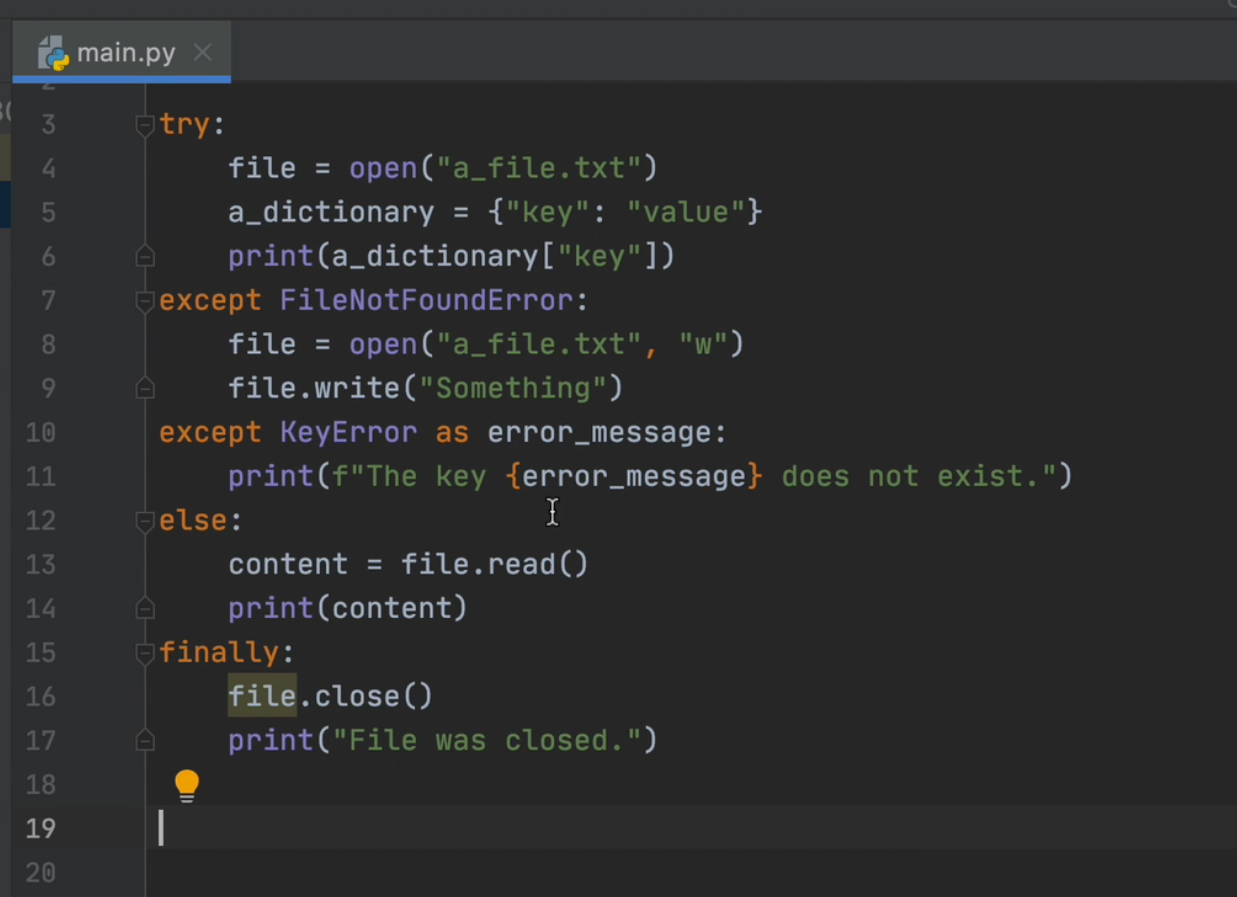 main.py
3 try:
4 file = open("a_file.txt")
5 a_dictionary = {"key": "value"}
6 print(a_dictionary["key"])
7 except FileNotFoundError:
8 file = open("a_file.txt", "w")
9 file.write("Something")
10 except KeyError as error_message:
11 print(f"The key {error_message} does not exist.")
12 else:
13 content = file.read()
14 print(content)
15 finally:
16 file.close()
17 print("File was closed.")
18
19
20